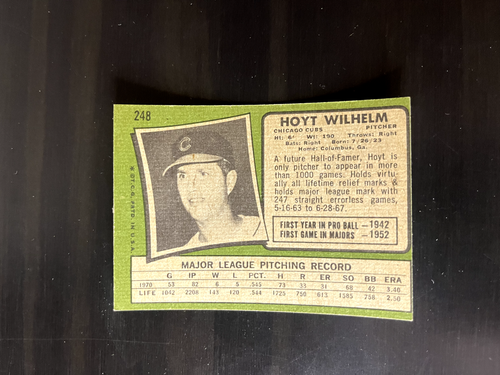 248
HOYT WILHELM
CHICAGO CUBS PITCHER
Ht: 6' Wt: 190 Throws: Right
Bats: Right Born: 7/26/23
Home: Columbus, Ga.
A future Hall-of-Famer, Hoyt is
only pitcher to appear in more
than 1000 games. Holds virtu-
ally all lifetime relief marks &
holds major league mark with
247 straight errorless games,
5-16-63 to 6-28-67.
FIRST YEAR IN PRO BALL—1942
FIRST GAME IN MAJORS—1952
C
MAJOR LEAGUE PITCHING RECORD
G IP W L PCT. H R ER SO BB ERA
1970 53 82 6 5 .545 73 33 31 68 42 3.40
LIFE 1042 2208 143 120 .544 1725 750 613 1585 758 2.50